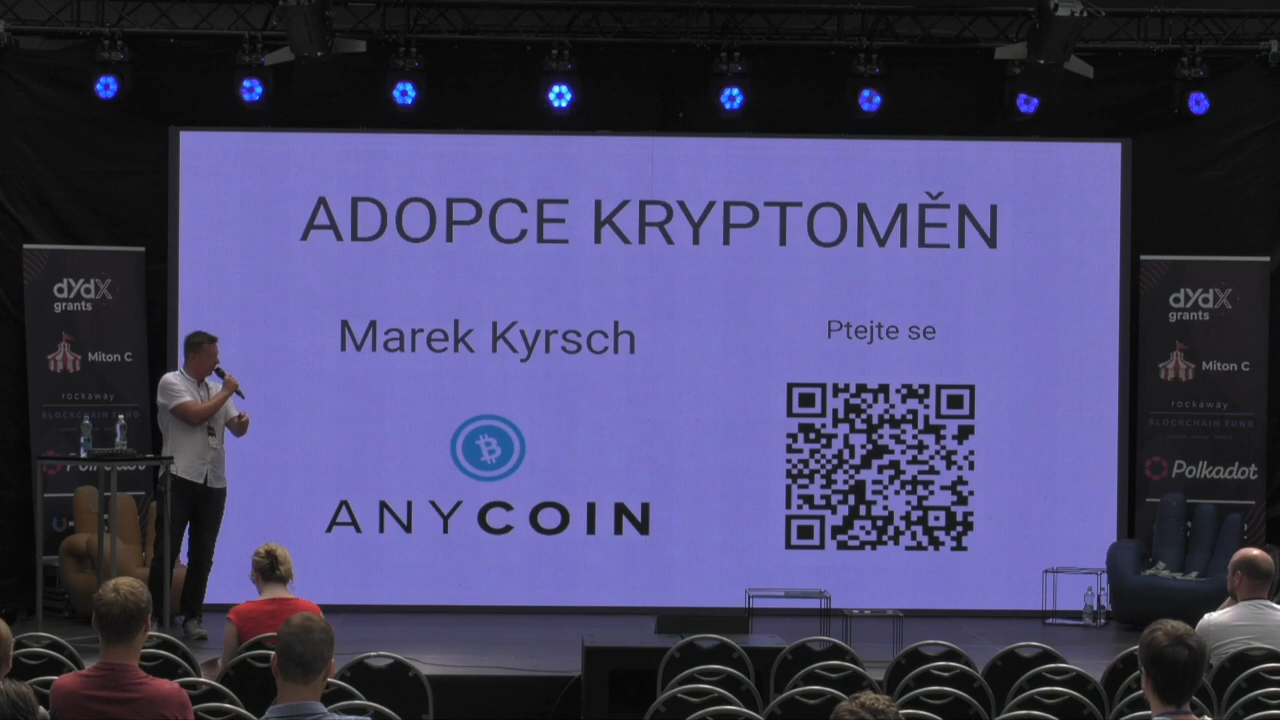 ADOPCE KRYPTOMĚN
Marek Kyrsch
Ptejte se
ANYCOIN
dYdX
grants
Miton C
rockaway
BLOCKCHAIN FUND
Polkadot
dYdX
grants
Miton C
rockaway
BLOCKCHAIN FUND
Polkadot